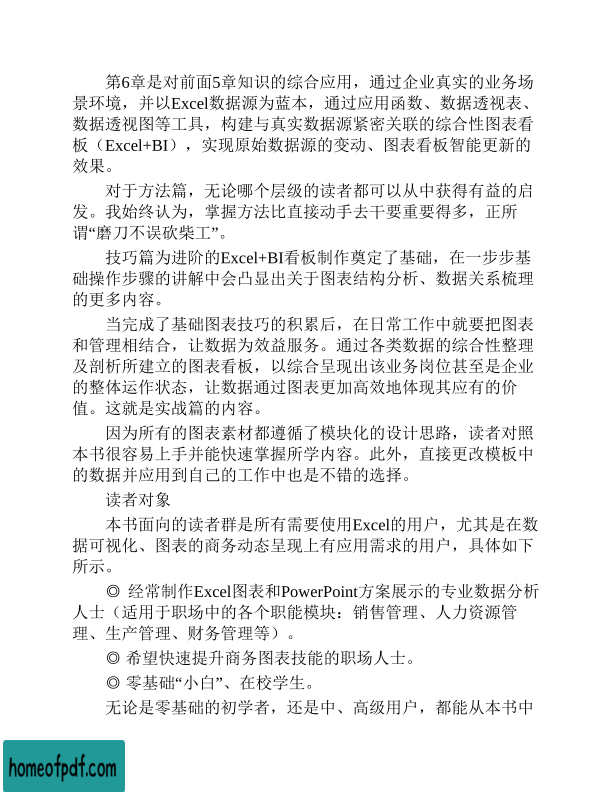 第6章是对前面5章知识的综合应用，通过企业真实的业务场
景环境，并以Excel数据源为蓝本，通过应用函数、数据透视表、
数据透视图等工具，构建与真实数据源紧密关联的综合性图表看
板（Excel+BI），实现原始数据源的变动、图表看板智能更新的
效果。
对于方法篇，无论哪个层级的读者都可以从中获得有益的启
发。我始终认为，掌握方法比直接动手去干要重要得多，正所
谓“磨刀不误砍柴工”。
技巧篇为进阶的Excel+BI看板制作奠定了基础，在一步步基
础操作步骤的讲解中会凸显出关于图表结构分析、数据关系梳理
的更多内容。
当完成了基础图表技巧的积累后，在日常工作中就要把图表
和管理相结合，让数据为效益服务。通过各类数据的综合性整理
及剖析所建立的图表看板，以综合呈现出该业务岗位甚至是企业
的整体运作状态，让数据通过图表更加高效地体现其应有的价
值。这就是实战篇的内容。
因为所有的图表素材都遵循了模块化的设计思路，读者对照
本书很容易上手并能快速掌握所学内容。此外，直接更改模板中
的数据并应用到自己的工作中也是不错的选择。
读者对象
本书面向的读者群是所有需要使用Excel的用户，尤其是在数
据可视化、图表的商务动态呈现上有应用需求的用户，具体如下
所示。
◎ 经常制作Excel图表和PowerPoint方案展示的专业数据分析
人士（适用于职场中的各个职能模块：销售管理、人力资源管
理、生产管理、财务管理等）。
◎ 希望快速提升商务图表技能的职场人士。
◎ 零基础“小白”、在校学生。
无论是零基础的初学者，还是中、高级用户，都能从本书中
homeofpdf.com